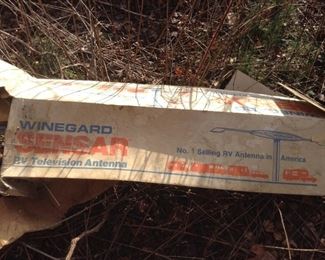 WINEGARD
SENSAR
RV Television Antenna
No. 1 Selling RV Antenna in America